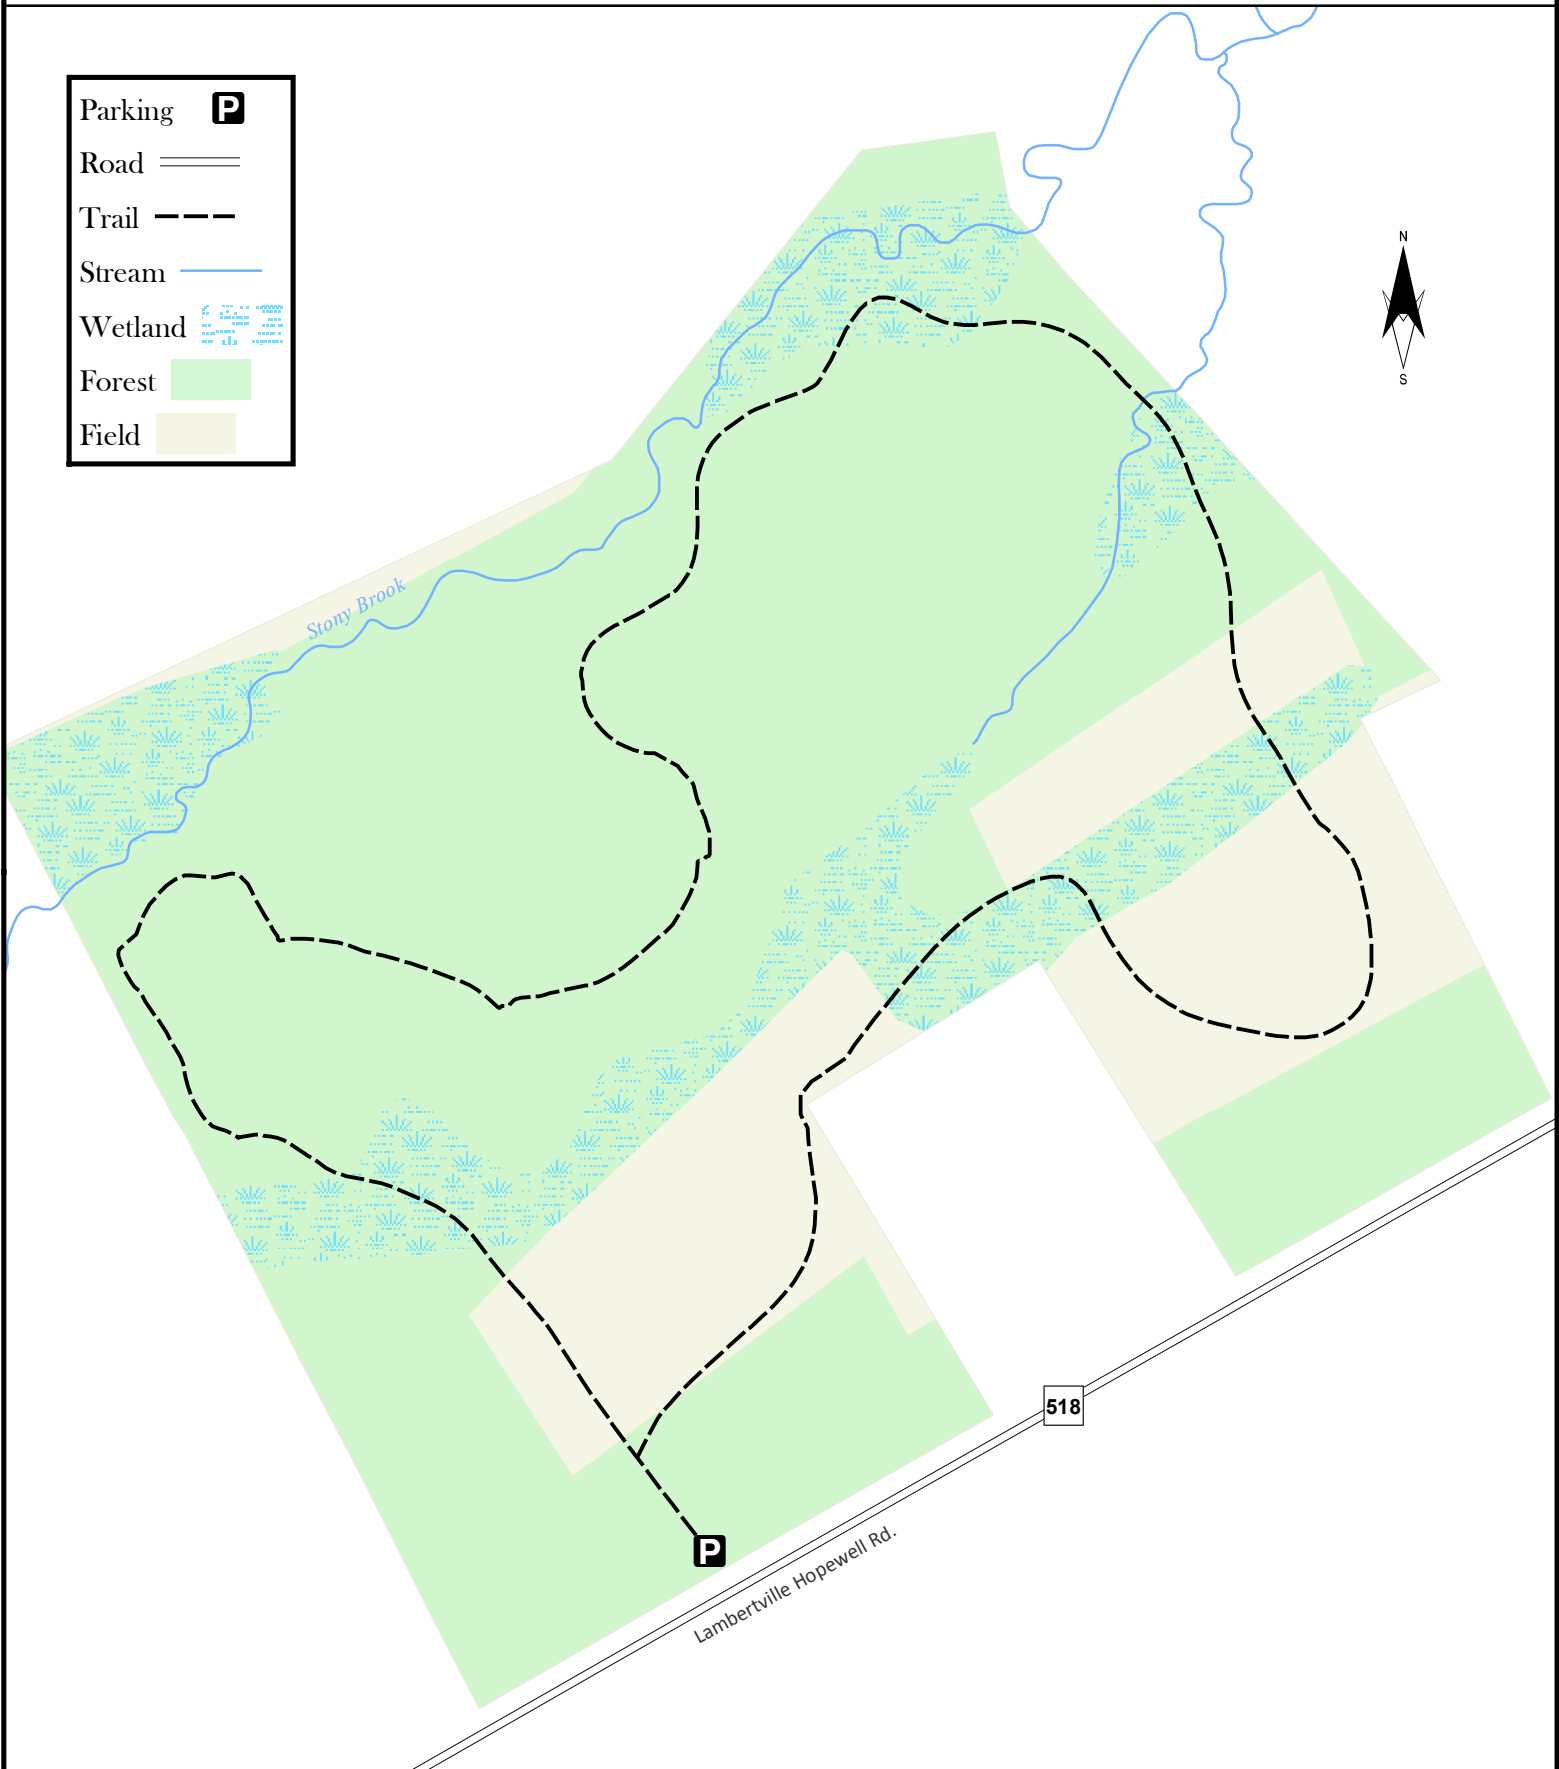 Parking P
Road
Trail
Stream
Wetland
Forest
Field
N
S
Stony Brook
518
P
Lambertville Hopewell Rd.